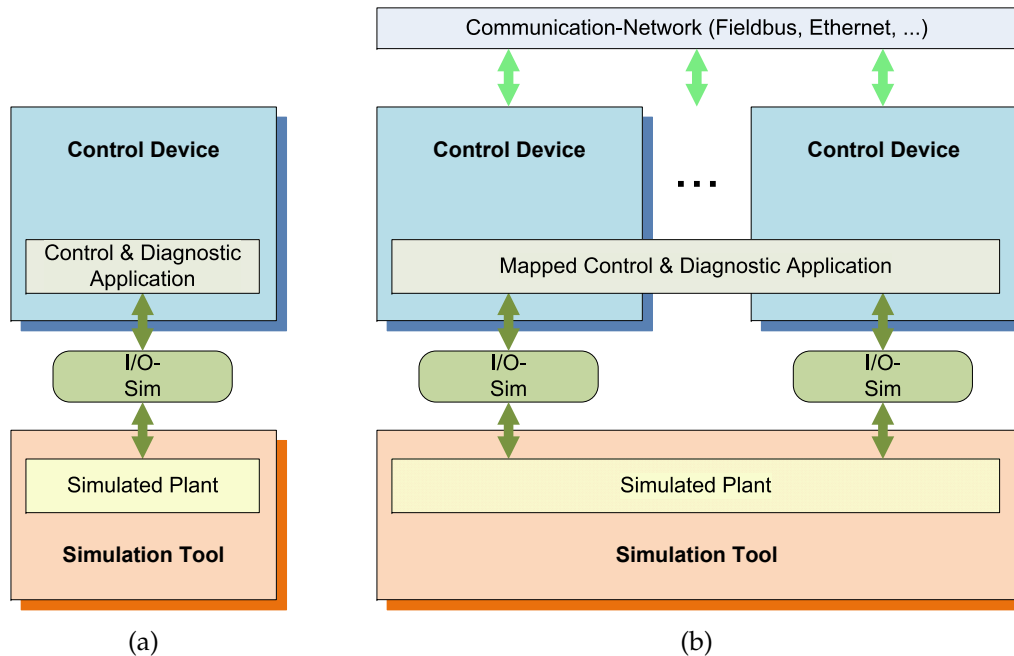 Control Device
Control & Diagnostic
Application
I/O-
Sim
Simulated Plant
Simulation Tool
(a)
Communication-Network (Fieldbus, Ethernet, ...)
Control Device
...
Control Device
Mapped Control & Diagnostic Application
I/O-
Sim
I/O-
Sim
Simulated Plant
Simulation Tool
(b)